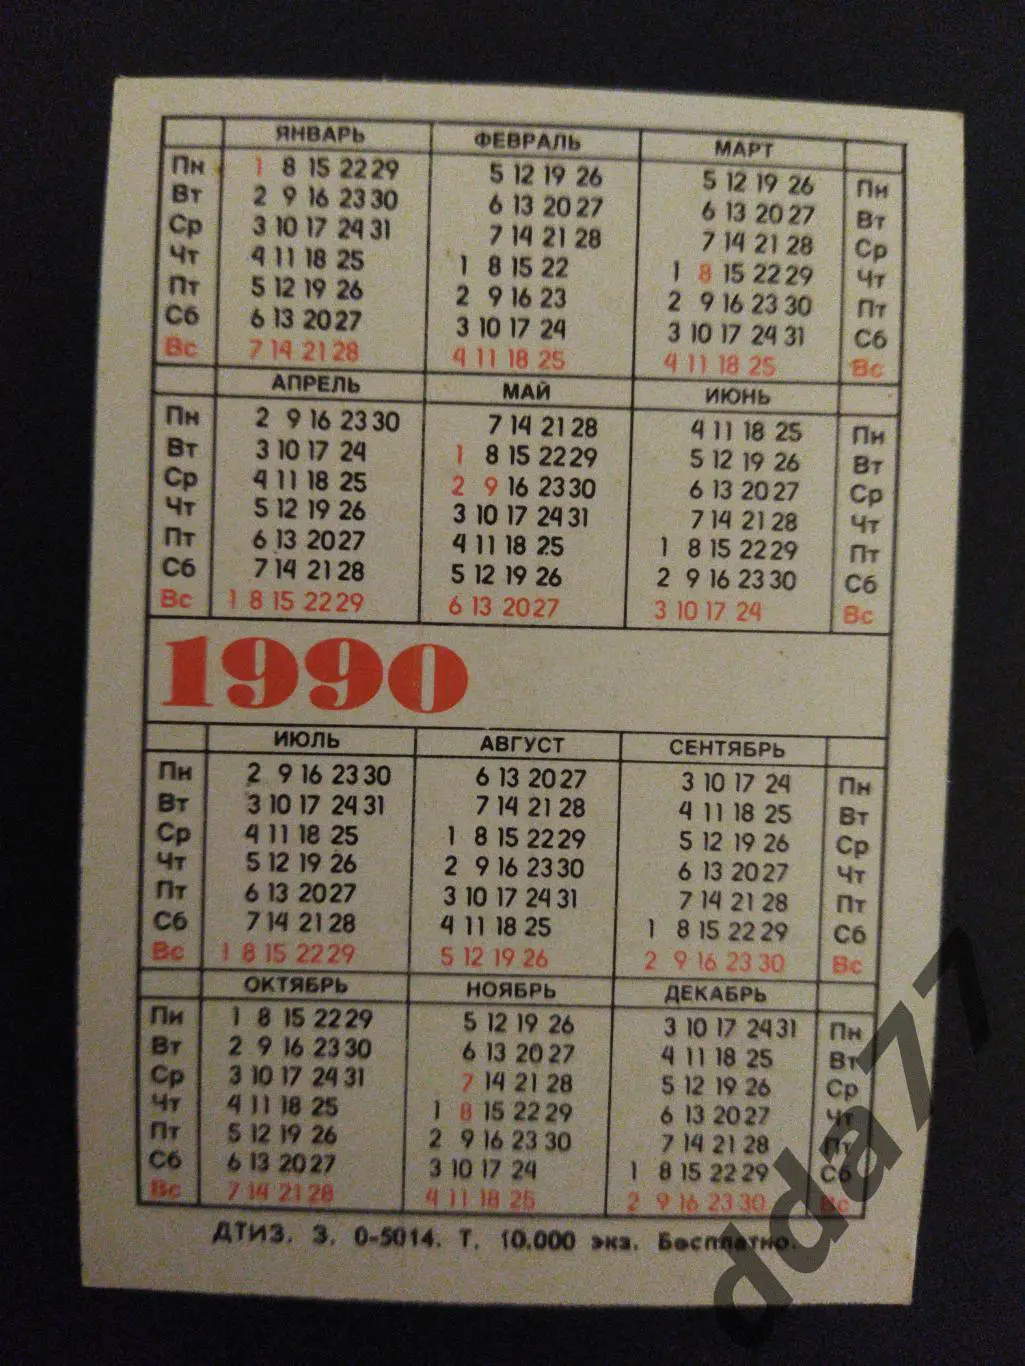 ЯНВАРЬ ФЕВРАЛЬ МАРТ
Пн 1 8 15 22 29 5 12 19 26 5 12 19 26 Пн
Вт 2 9 16 23 30 6 13 20 27 6 13 20 27 Вт
Ср 3 10 17 24 31 7 14 21 28 7 14 21 28 Ср
Чт 4 11 18 25 1 8 15 22 1 8 15 22 29 Чт
Пт 5 12 19 26 2 9 16 23 2 9 16 23 30 Пт
Сб 6 13 20 27 3 10 17 24 3 10 17 24 31 Сб
Вс 7 14 21 28 4 11 18 25 4 11 18 25 Вс
АПРЕЛЬ МАЙ ИЮНЬ
Пн 2 9 16 23 30 7 14 21 28 4 11 18 25 Пн
Вт 3 10 17 24 1 8 15 22 29 5 12 19 26 Вт
Ср 4 11 18 25 2 9 16 23 30 6 13 20 27 Ср
Чт 5 12 19 26 3 10 17 24 31 7 14 21 28 Чт
Пт 6 13 20 27 4 11 18 25 1 8 15 22 29 Пт
Сб 7 14 21 28 5 12 19 26 2 9 16 23 30 Сб
Вс 1 8 15 22 29 6 13 20 27 3 10 17 24 Вс
1990
ИЮЛЬ АВГУСТ СЕНТЯБРЬ
Пн 2 9 16 23 30 6 13 20 27 3 10 17 24 Пн
Вт 3 10 17 24 31 7 14 21 28 4 11 18 25 Вт
Ср 4 11 18 25 1 8 15 22 29 5 12 19 26 Ср
Чт 5 12 19 26 2 9 16 23 30 6 13 20 27 Чт
Пт 6 13 20 27 3 10 17 24 31 7 14 21 28 Пт
Сб 7 14 21 28 4 11 18 25 1 8 15 22 29 Сб
Вс 1 8 15 22 29 5 12 19 26 2 9 16 23 30 Вс
ОКТЯБРЬ НОЯБРЬ ДЕКАБРЬ
Пн 1 8 15 22 29 5 12 19 26 3 10 17 24 31 Пн
Вт 2 9 16 23 30 6 13 20 27 4 11 18 25 Вт
Ср 3 10 17 24 31 7 14 21 28 5 12 19 26 Ср
Чт 4 11 18 25 1 8 15 22 29 6 13 20 27 Чт
Пт 5 12 19 26 2 9 16 23 30 7 14 21 28 Пт
Сб 6 13 20 27 3 10 17 24 1 8 15 22 29 Сб
Вс 7 14 21 28 4 11 18 25 2 9 16 23 30 Вс
ДТИЗ. З. 0-5014. Т. 10.000 экз. Бесплатно.
dda77